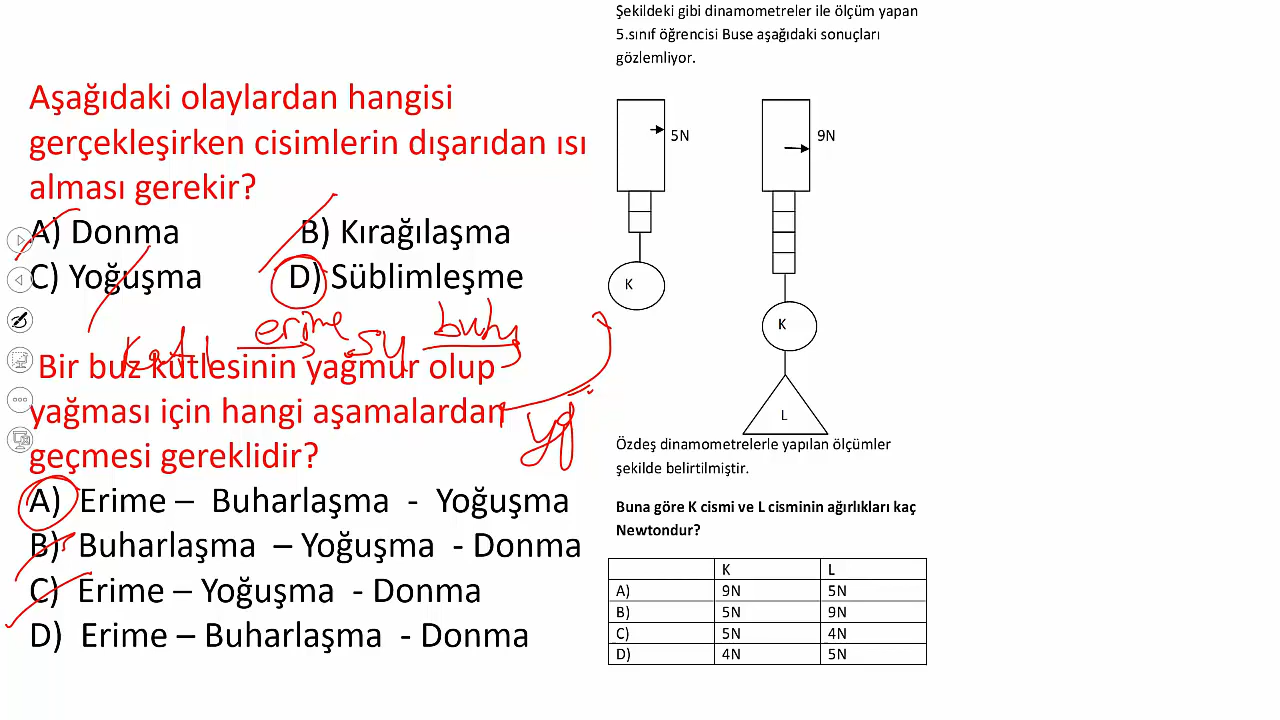 Aşağıdaki olaylardan hangisi
gerçekleşirken cisimlerin dışarıdan ısı
alması gerekir?
A) Donma B) Kırağılaşma
C) Yoğuşma D) Süblimleşme
Katı erime buh
Bir buz kütlesinin yağmur olup
yağması için hangi aşamalardan
geçmesi gereklidir?
A) Erime – Buharlaşma - Yoğuşma
B) Buharlaşma – Yoğuşma - Donma
C) Erime – Yoğuşma - Donma
D) Erime – Buharlaşma - Donma
Şekildeki gibi dinamometreler ile ölçüm yapan
5.sınıf öğrencisi Buse aşağıdaki sonuçları
gözlemliyor.
5N 9N
K
K
L
Özdeş dinamometrelerle yapılan ölçümler
şekilde belirtilmiştir.
Buna göre K cismi ve L cisminin ağırlıkları kaç
Newtondur?
K L
A) 9N 5N
B) 5N 9N
C) 5N 4N
D) 4N 5N